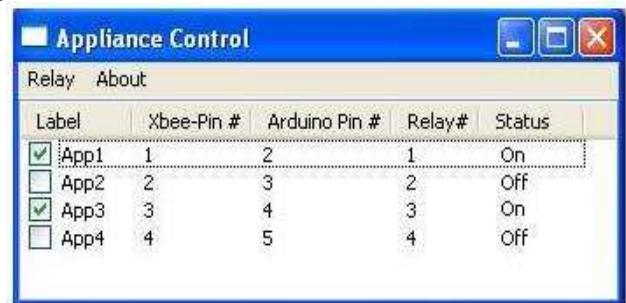 Appliance Control
Relay About
Label Xbee-Pin # Arduino Pin # Relay# Status
App1 1 2 1 On
App2 2 3 2 Off
App3 3 4 3 On
App4 4 5 4 Off